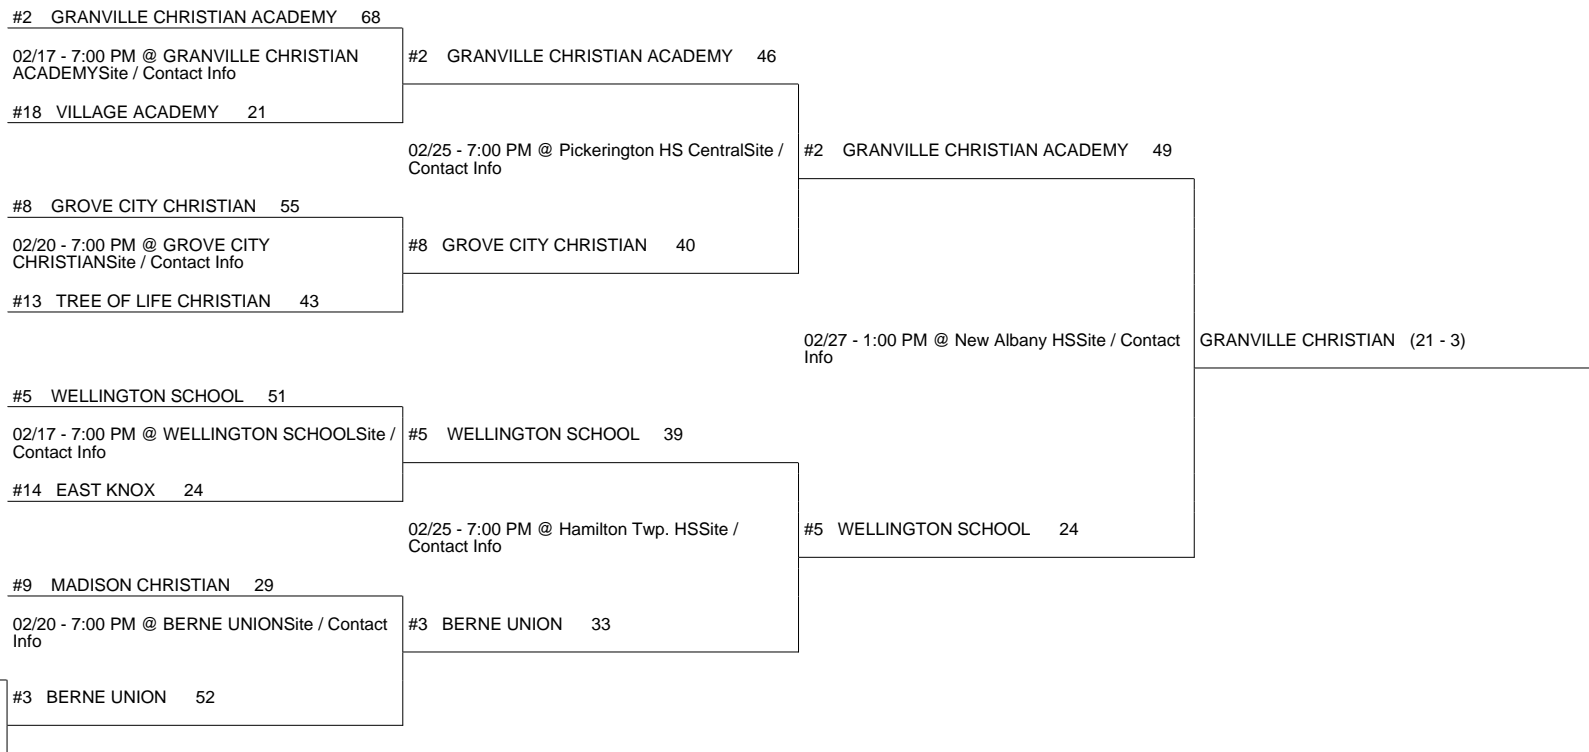 #2 GRANVILLE CHRISTIAN ACADEMY 68
02/17 - 7:00 PM @ GRANVILLE CHRISTIAN
ACADEMYSite / Contact Info
#18 VILLAGE ACADEMY 21
#2 GRANVILLE CHRISTIAN ACADEMY 46
02/25 - 7:00 PM @ Pickerington HS CentralSite /
Contact Info
#2 GRANVILLE CHRISTIAN ACADEMY 49
#8 GROVE CITY CHRISTIAN 55
02/20 - 7:00 PM @ GROVE CITY
CHRISTIANSite / Contact Info
#13 TREE OF LIFE CHRISTIAN 43
#8 GROVE CITY CHRISTIAN 40
02/27 - 1:00 PM @ New Albany HSSite / Contact
Info
GRANVILLE CHRISTIAN (21 - 3)
#5 WELLINGTON SCHOOL 51
02/17 - 7:00 PM @ WELLINGTON SCHOOLSite /
Contact Info
#14 EAST KNOX 24
#5 WELLINGTON SCHOOL 39
02/25 - 7:00 PM @ Hamilton Twp. HSSite /
Contact Info
#5 WELLINGTON SCHOOL 24
#9 MADISON CHRISTIAN 29
02/20 - 7:00 PM @ BERNE UNIONSite / Contact
Info
#3 BERNE UNION 52
#3 BERNE UNION 33